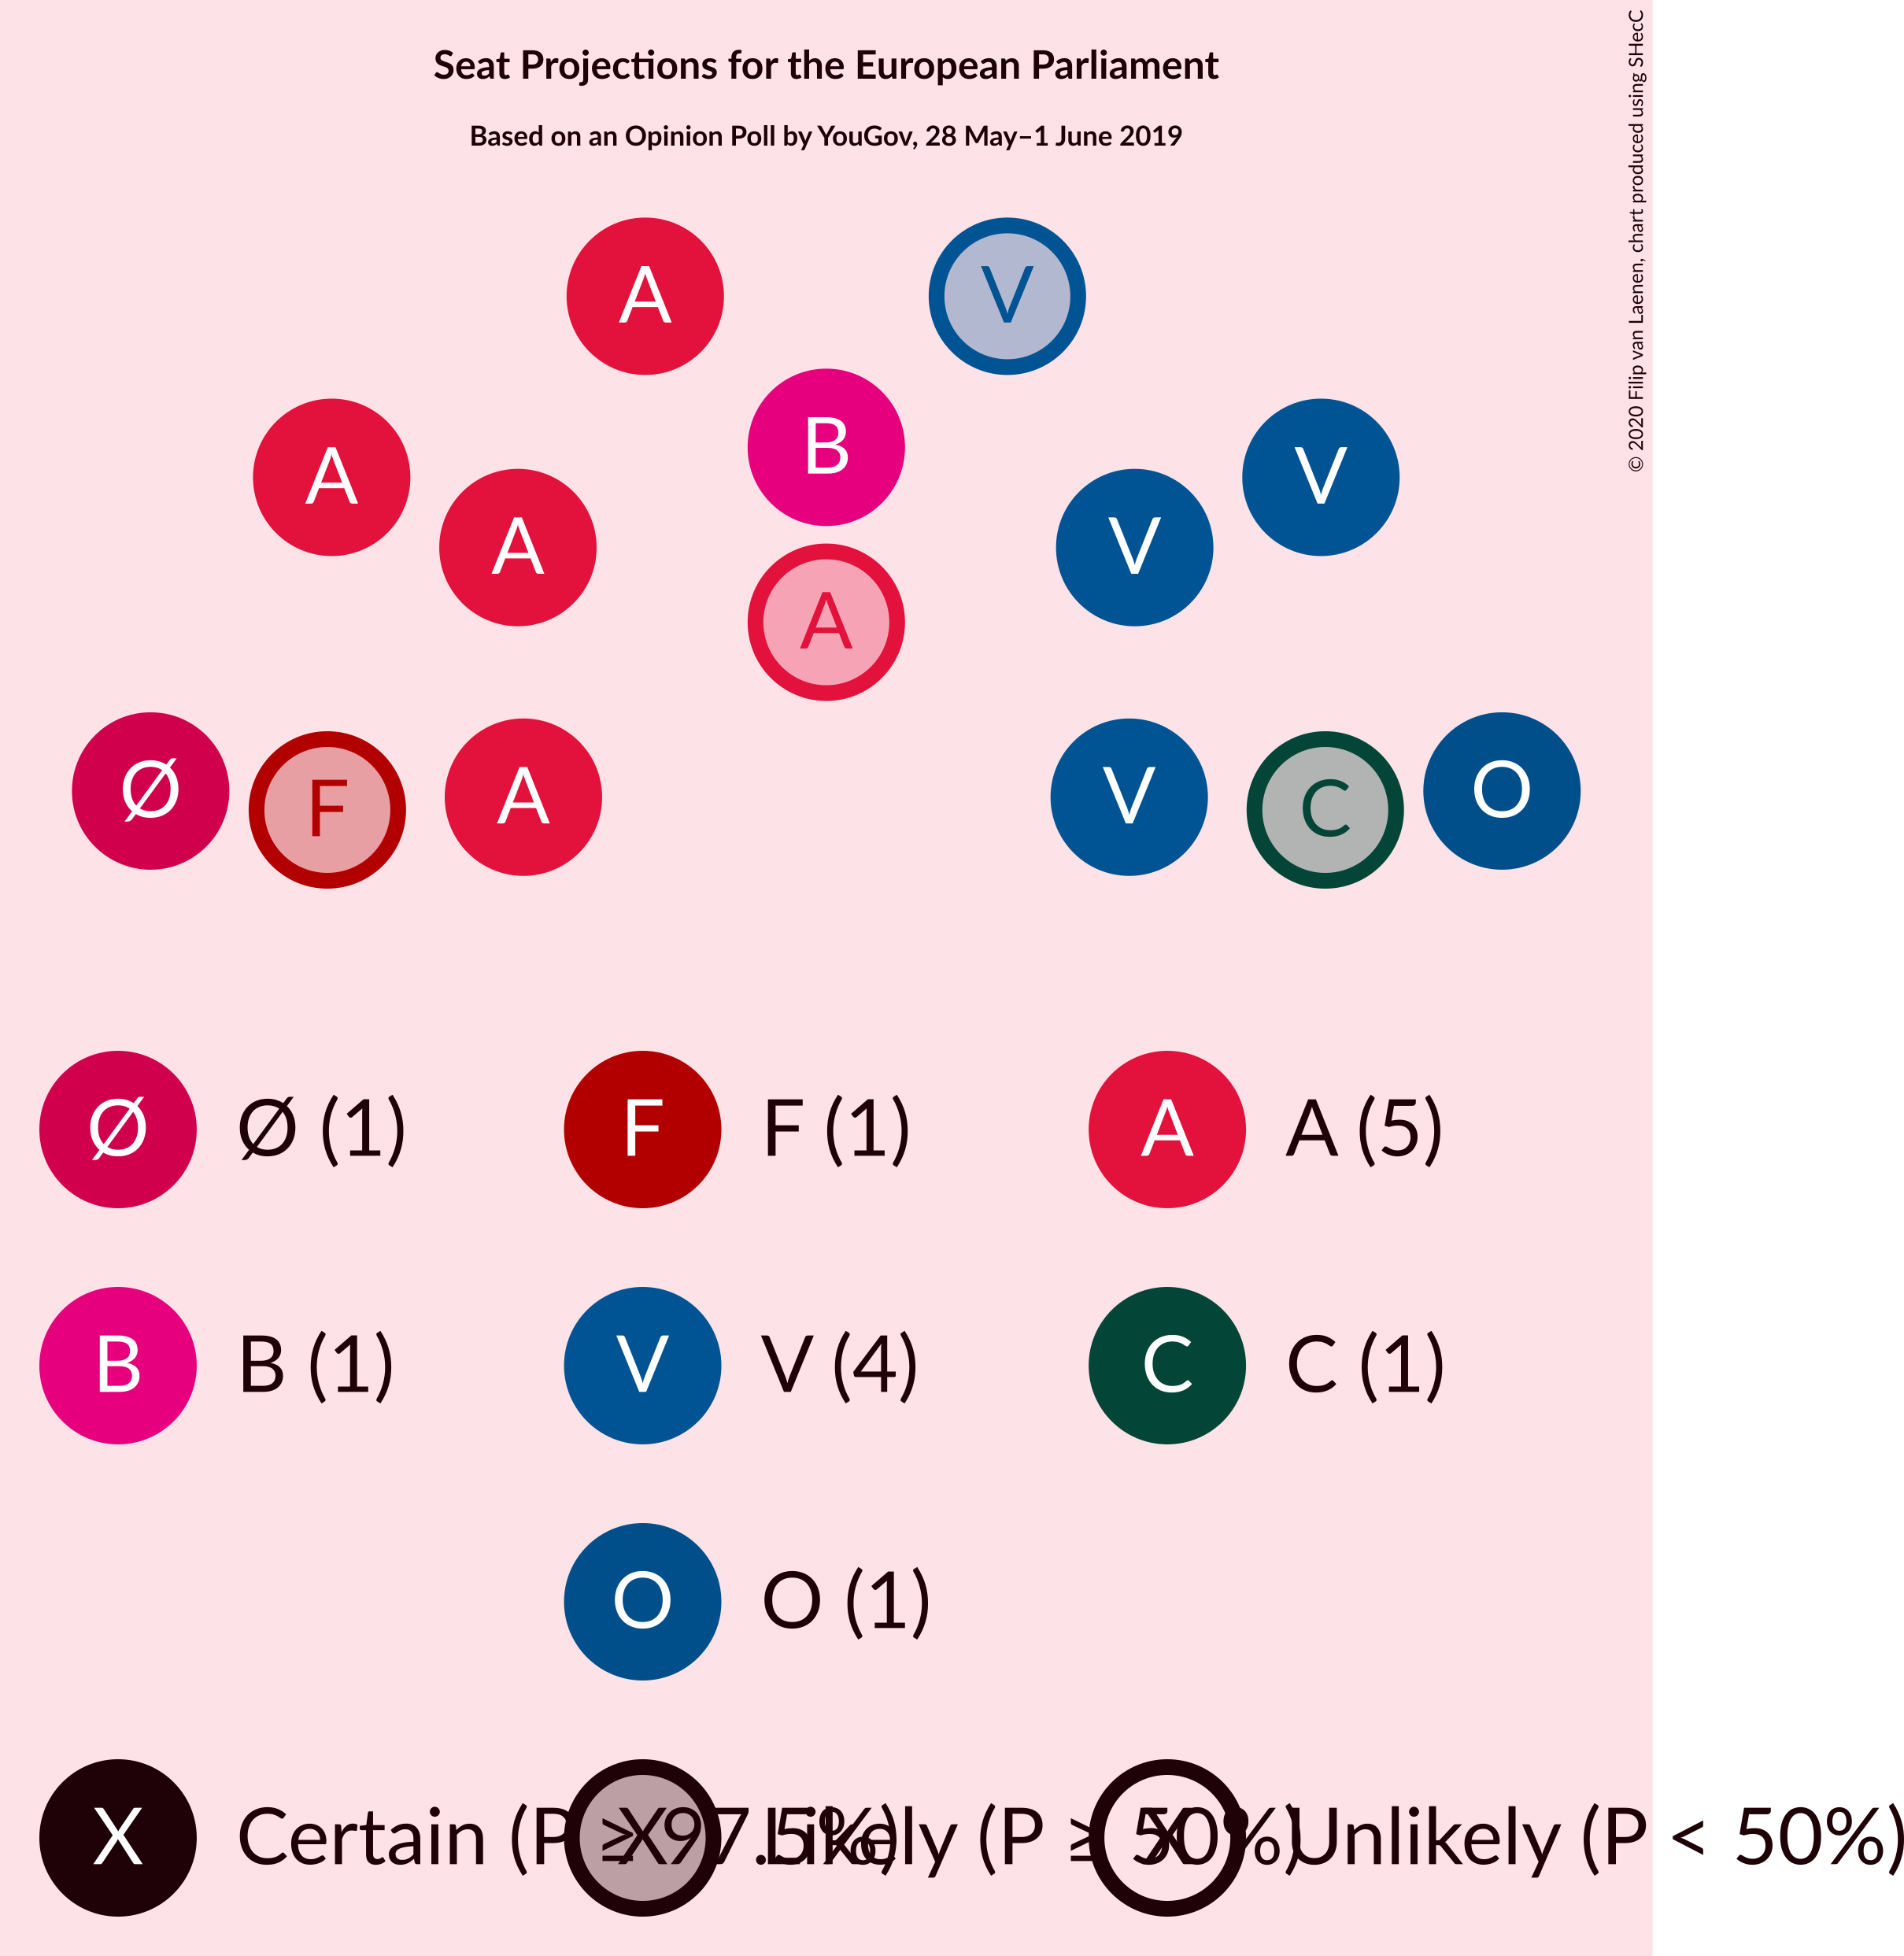 Seat Projections for the European Parliament
Based on an Opinion Poll by YouGov, 28 May–1 June 2019
© 2020 Filip van Laenen, chart produced using SHecC
A V
B
A V
A V
A
Ø O
A V
F C
Ø Ø (1) F F (1) A A (5)
B B (1) V V (4) C C (1)
O O (1)
X Certain (P ≥ 97.5%) X Likely (P ≥ 50%) X Unlikely (P < 50%)